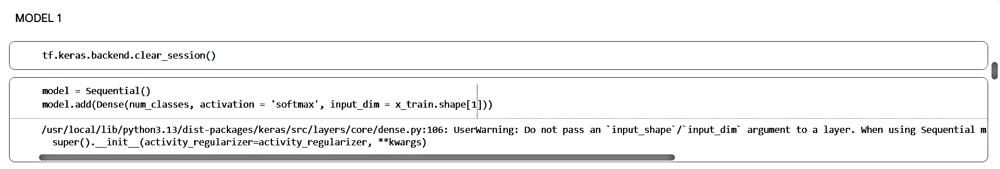 MODEL 1
tf.keras.backend.clear_session()
model = Sequential()
model.add(Dense(num_classes, activation = 'softmax', input_dim = x_train.shape[1]))
/usr/local/lib/python3.13/dist-packages/keras/src/layers/core/dense.py:106: UserWarning: Do not pass an `input_shape`/`input_dim` argument to a layer. When using Sequential m
super().__init__(activity_regularizer=activity_regularizer, **kwargs)